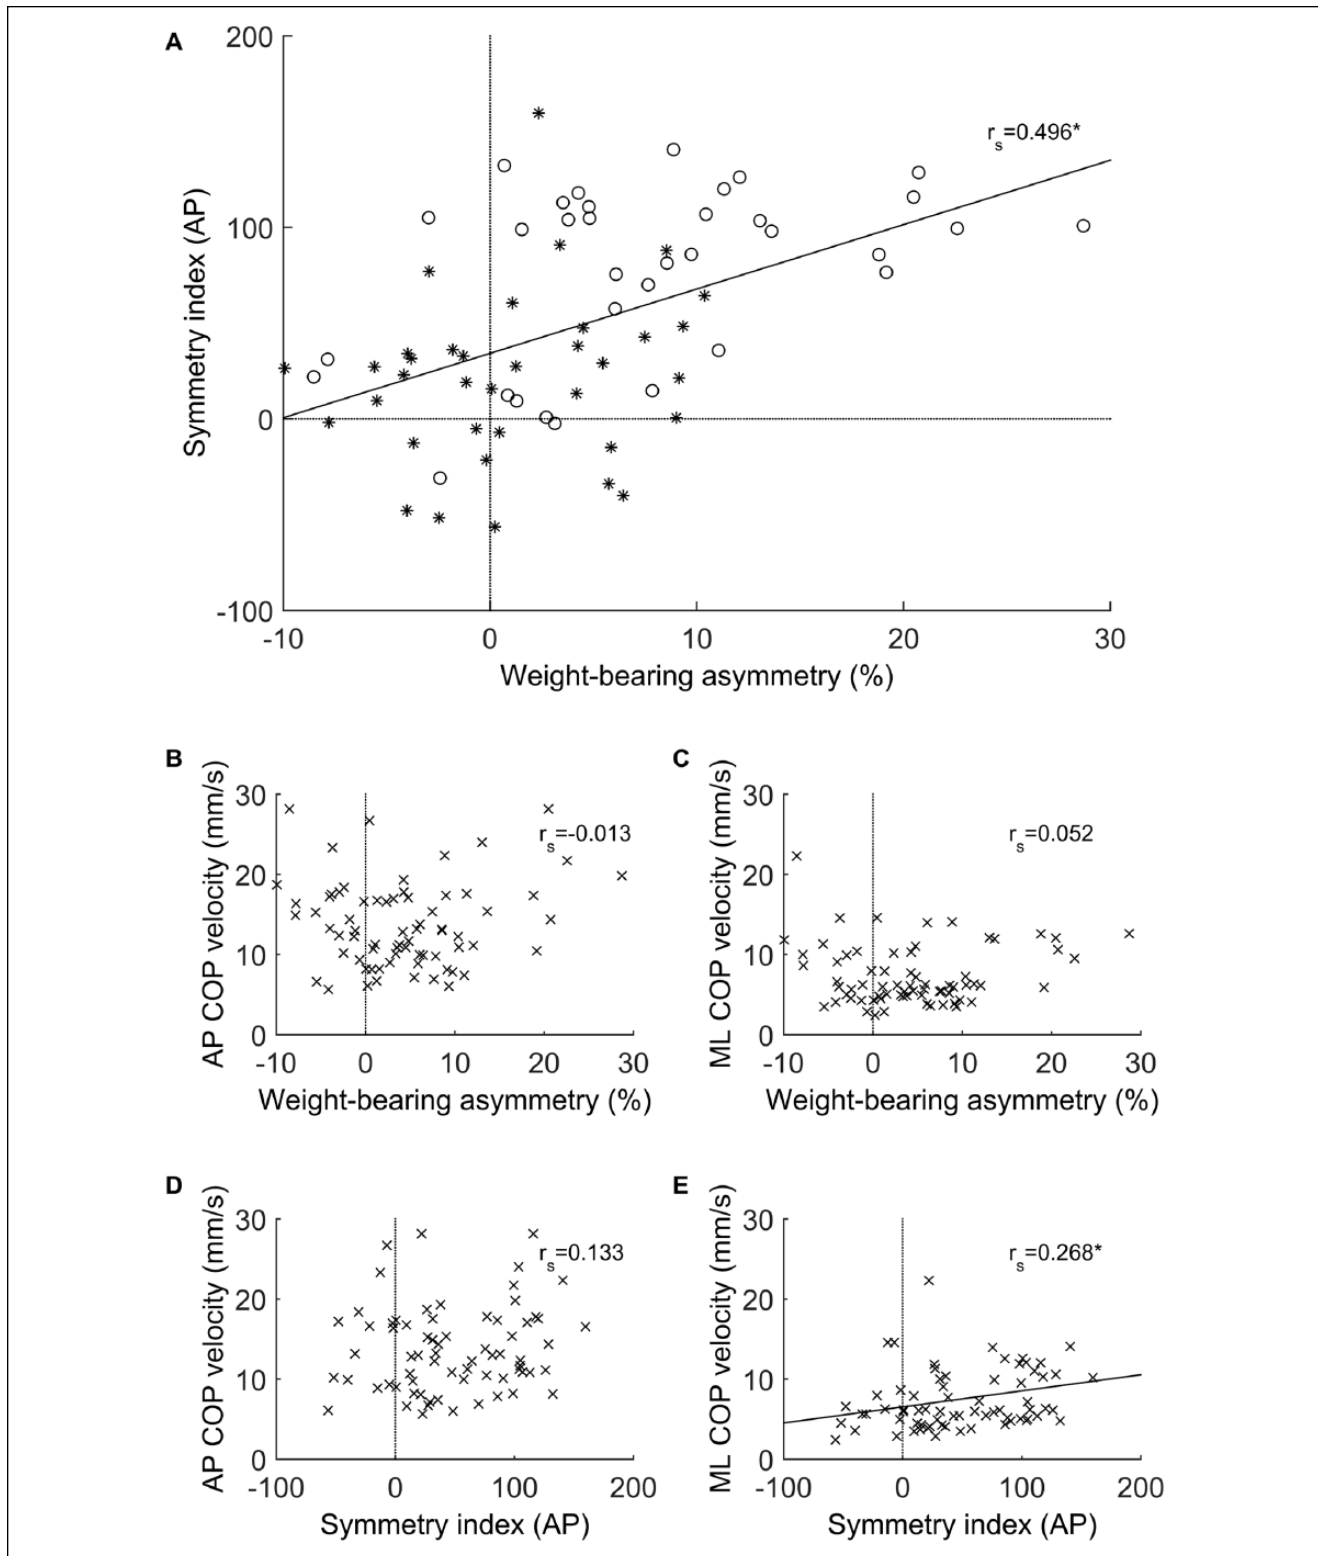 A
200
100
0
-100
Symmetry index (AP)
rs=0.496*
-10 0 10 20 30
Weight-bearing asymmetry (%)
B
30
20
10
0
AP COP velocity (mm/s)
rs=-0.013
-10 0 10 20 30
Weight-bearing asymmetry (%)
C
30
20
10
0
ML COP velocity (mm/s)
rs=0.052
-10 0 10 20 30
Weight-bearing asymmetry (%)
D
30
20
10
0
AP COP velocity (mm/s)
rs=0.133
-100 0 100 200
Symmetry index (AP)
E
30
20
10
0
ML COP velocity (mm/s)
rs=0.268*
-100 0 100 200
Symmetry index (AP)